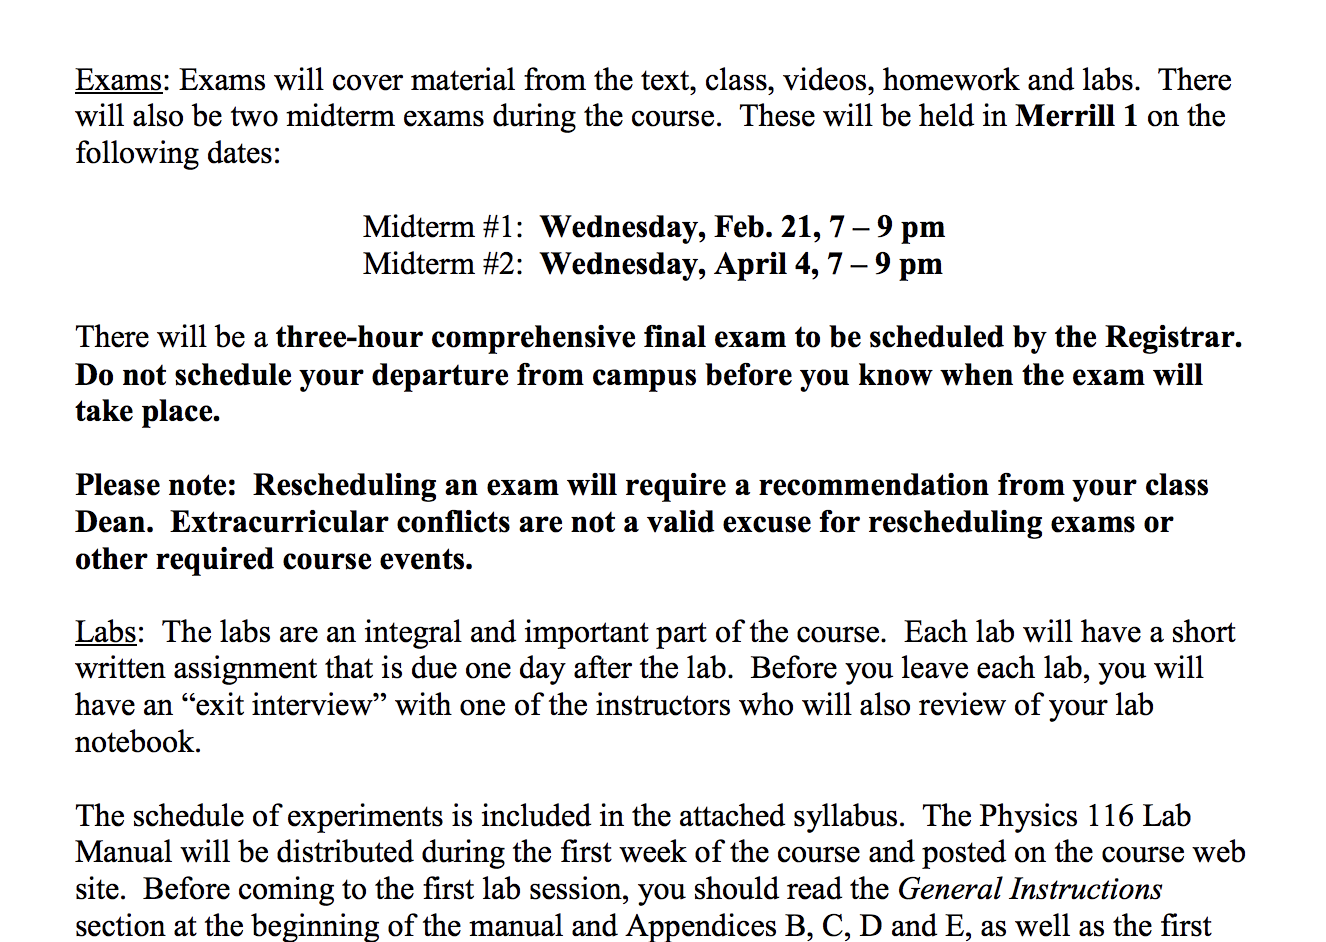 Exams: Exams will cover material from the text, class, videos, homework and labs.  There
will also be two midterm exams during the course.  These will be held in Merrill 1 on the
following dates:
Midterm #1:  Wednesday, Feb. 21, 7 – 9 pm
Midterm #2:  Wednesday, April 4, 7 – 9 pm
There will be a three-hour comprehensive final exam to be scheduled by the Registrar.
Do not schedule your departure from campus before you know when the exam will
take place.
Please note:  Rescheduling an exam will require a recommendation from your class
Dean.  Extracurricular conflicts are not a valid excuse for rescheduling exams or
other required course events.
Labs:  The labs are an integral and important part of the course.  Each lab will have a short
written assignment that is due one day after the lab.  Before you leave each lab, you will
have an “exit interview” with one of the instructors who will also review of your lab
notebook.
The schedule of experiments is included in the attached syllabus.  The Physics 116 Lab
Manual will be distributed during the first week of the course and posted on the course web
site.  Before coming to the first lab session, you should read the General Instructions
section at the beginning of the manual and Appendices B, C, D and E, as well as the first